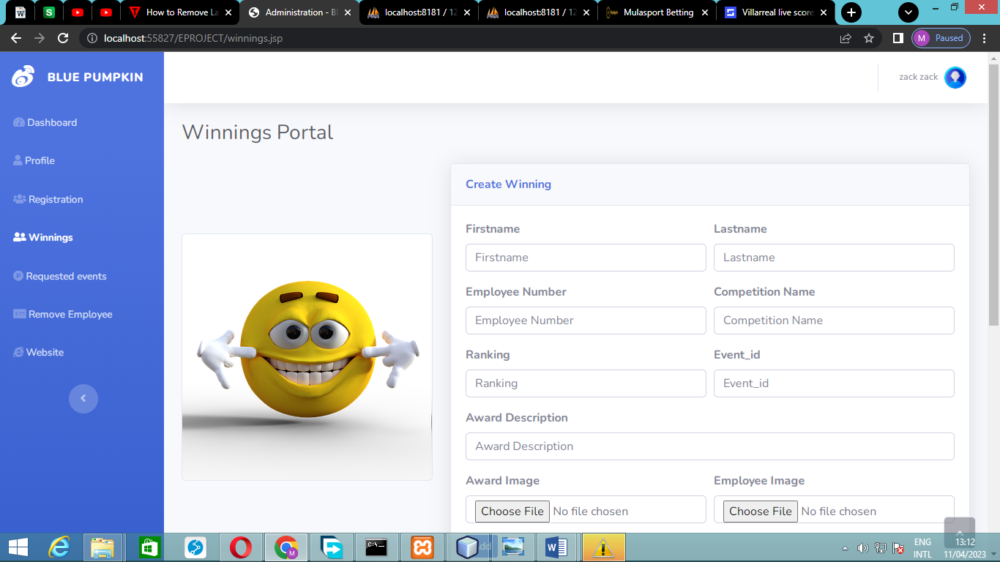 How to Remove La
Administration - Bl
localhost:8181 / 12
localhost:8181 / 12
Mulasport Betting
Villarreal live score
localhost:55827/EPROJECT/winnings.jsp
M
Paused
BLUE PUMPKIN
zack zack
Dashboard
Profile
Registration
Winnings
Requested events
Remove Employee
Website
Winnings Portal
Create Winning
Firstname
Lastname
Firstname
Lastname
Employee Number
Competition Name
Employee Number
Competition Name
Ranking
Event_id
Ranking
Event_id
Award Description
Award Description
Award Image
Employee Image
Choose File No file chosen
Choose File No file chosen
ENG
INTL
13:12
11/04/2023